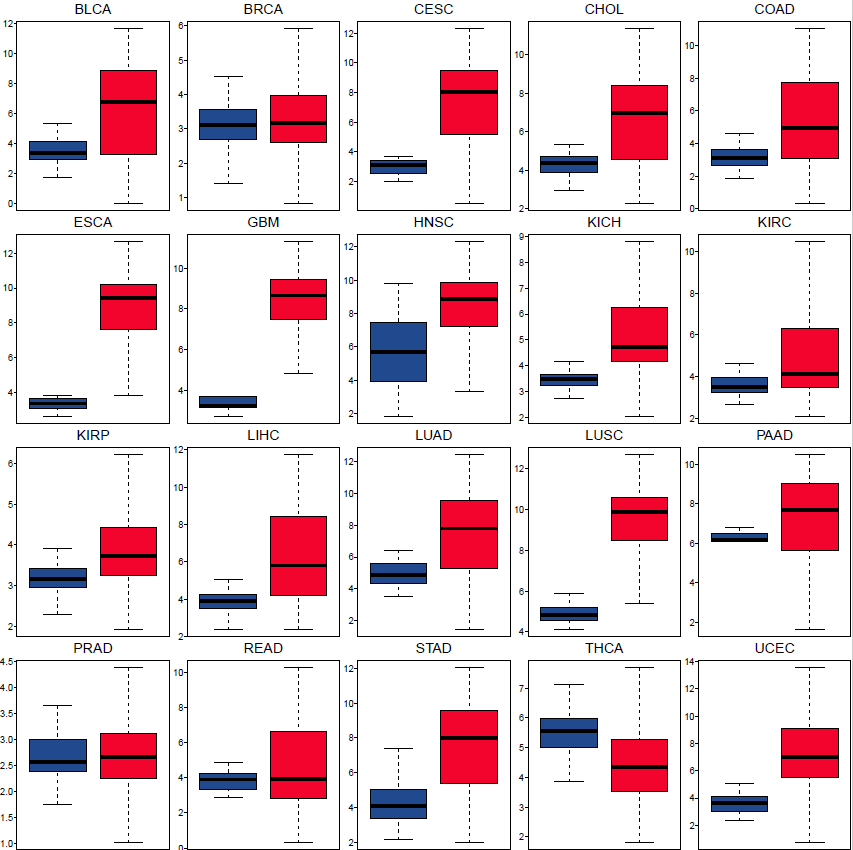 BLCA BRCA CESC CHOL COAD
12 10 8 6 4 2 0
6 5 4 3 2 1
12 10 8 6 4 2
10 8 6 4 2
10 8 6 4 2 0
ESCA GBM HNSC KICH KIRC
12 10 8 6 4
10 8 6 4
12 10 8 6 4 2
9 8 7 6 5 4 3 2
10 8 6 4 2
KIRP LIHC LUAD LUSC PAAD
6 5 4 3 2
12 10 8 6 4 2
12 10 8 6 4 2
12 10 8 6 4
10 8 6 4 2
PRAD READ STAD THCA UCEC
4.5 4.0 3.5 3.0 2.5 2.0 1.5 1.0
10 8 6 4 2 0
12 10 8 6 4 2
7 6 5 4 3 2
14 12 10 8 6 4 2